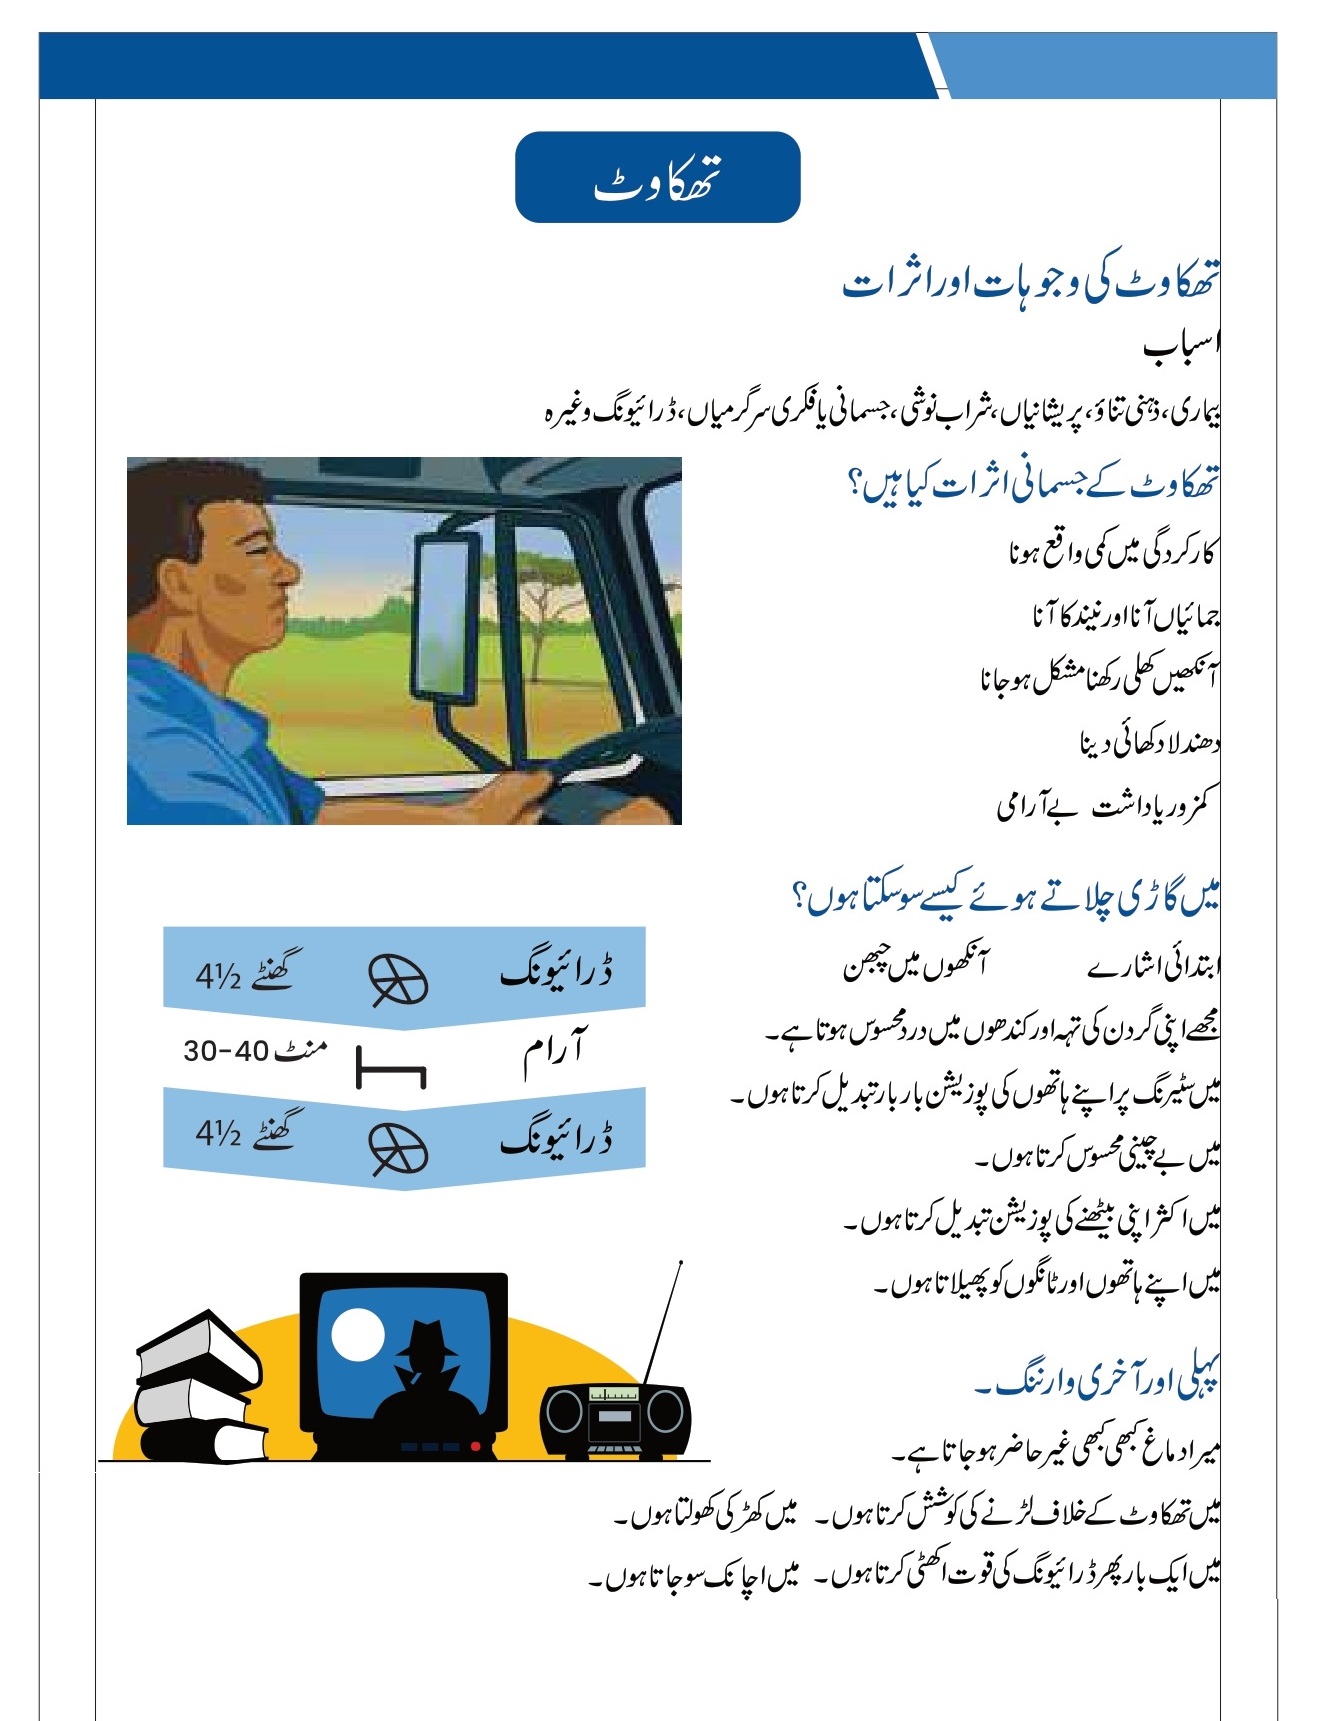 تھکاوٹ
تھکاوٹ کی وجوہات اور اثرات
اسباب
بیماری، ذہنی تناؤ، پریشانیاں، شراب نوشی، جسمانی یا فکری سرگرمیاں، ڈرائیونگ وغیرہ
تھکاوٹ کے جسمانی اثرات کیا ہیں؟
کارکردگی میں کمی واقع ہونا
جمائیاں آنا اور نیند کا آنا
آنکھیں کھلی رکھنا مشکل ہو جانا
دھندلا دکھائی دینا
کمزور یاداشت بے آرامی
میں گاڑی چلاتے ہوئے کیسے سو سکتا ہوں؟
ابتدائی اشارے آنکھوں میں چبھن
مجھے اپنی گردن کی تہہ اور کندھوں میں درد محسوس ہوتا ہے۔
میں سٹیرنگ پر اپنے ہاتھوں کی پوزیشن بار بار تبدیل کرتا ہوں۔
میں بے چینی محسوس کرتا ہوں۔
میں اکثر اپنی بیٹھنے کی پوزیشن تبدیل کرتا ہوں۔
میں اپنے ہاتھوں اور ٹانگوں کو پھیلاتا ہوں۔
ڈرائیونگ 4½ گھنٹے
آرام 30-40 منٹ
ڈرائیونگ 4½ گھنٹے
پہلی اور آخری وارننگ۔
میرا دماغ کبھی کبھی غیر حاضر ہو جاتا ہے۔
میں تھکاوٹ کے خلاف لڑنے کی کوشش کرتا ہوں۔ میں کھڑکی کھولتا ہوں۔
میں ایک بار پھر ڈرائیونگ کی قوت اکھٹی کرتا ہوں۔ میں اچانک سو جاتا ہوں۔